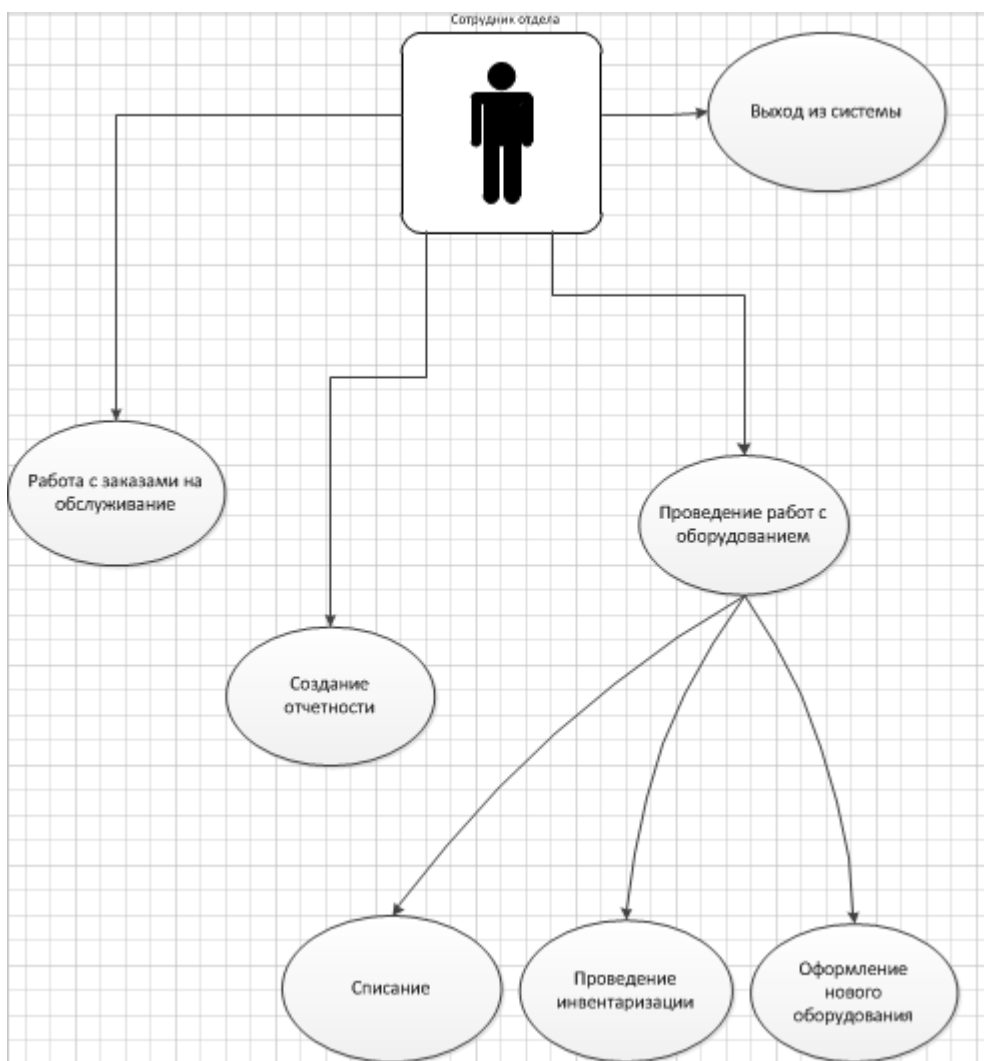 Сотрудник отдела
Выход из системы
Работа с заказами на
обслуживание
Проведение работ с
оборудованием
Создание
отчетности
Списание
Проведение
инвентаризации
Оформление
нового
оборудования